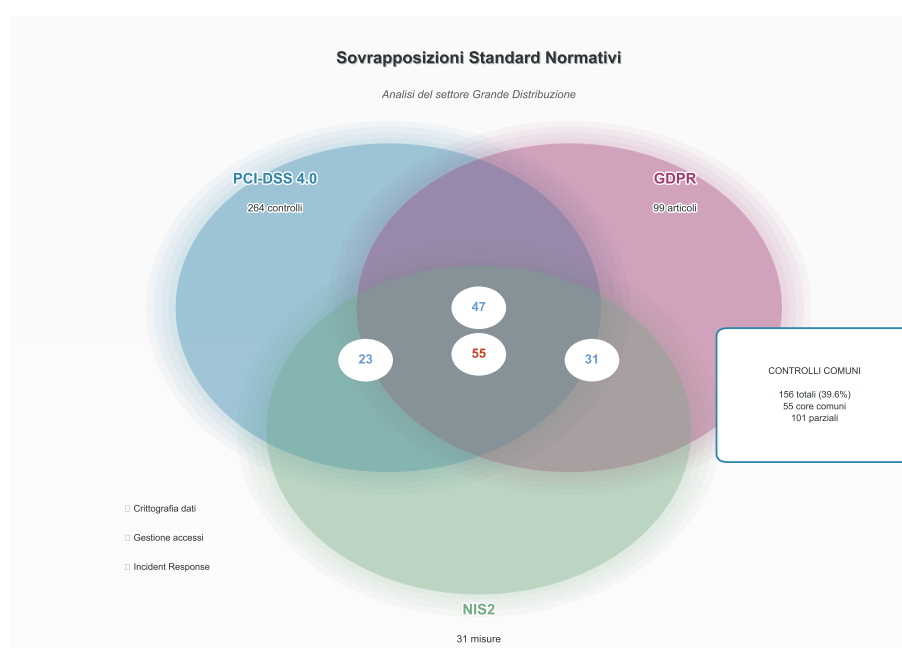 Sovrapposizioni Standard Normativi
Analisi del settore Grande Distribuzione
PCI-DSS 4.0
264 controlli
GDPR
99 articoli
47
55
23
31
CONTROLLI COMUNI
156 totali (39.6%)
55 core comuni
101 parziali
Crittografia dati
Gestione accessi
Incident Response
NIS2
31 misure